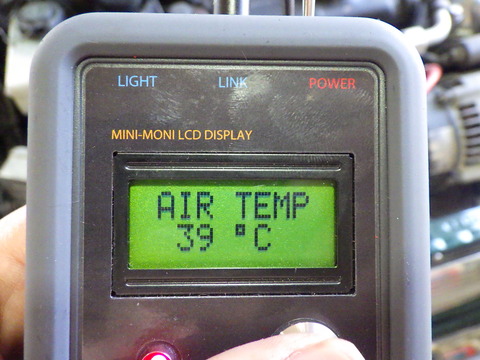 LIGHT LINK POWER
MINI-MONI LCD DISPLAY
AIR TEMP
39 °C